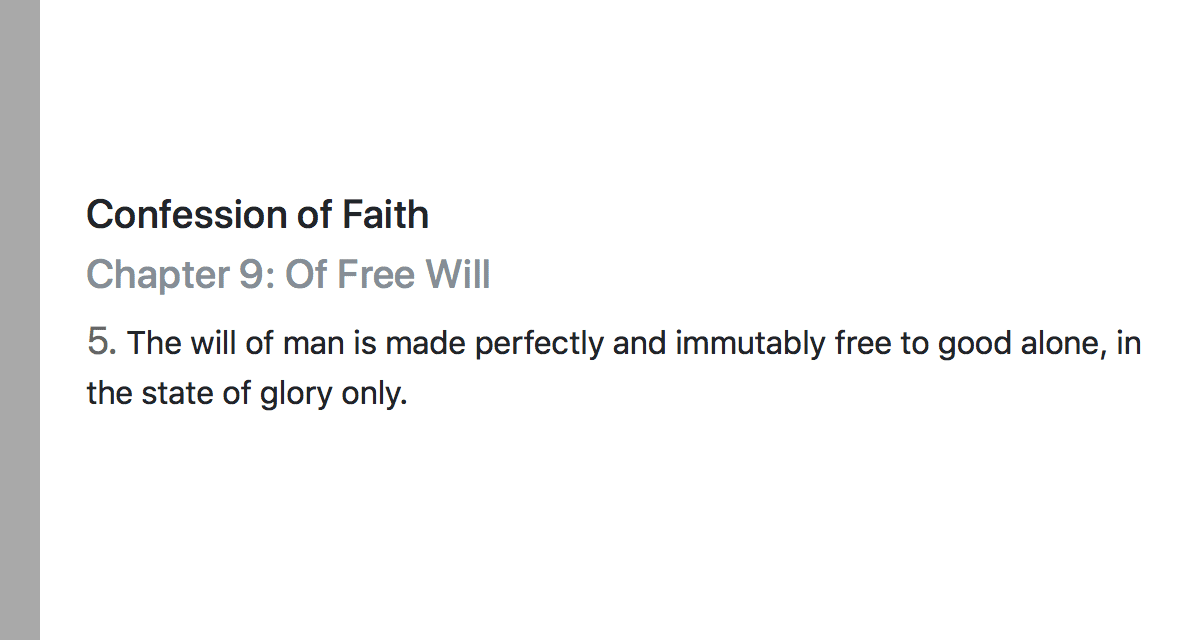 Confession of Faith
Chapter 9: Of Free Will
5. The will of man is made perfectly and immutably free to good alone, in
the state of glory only.